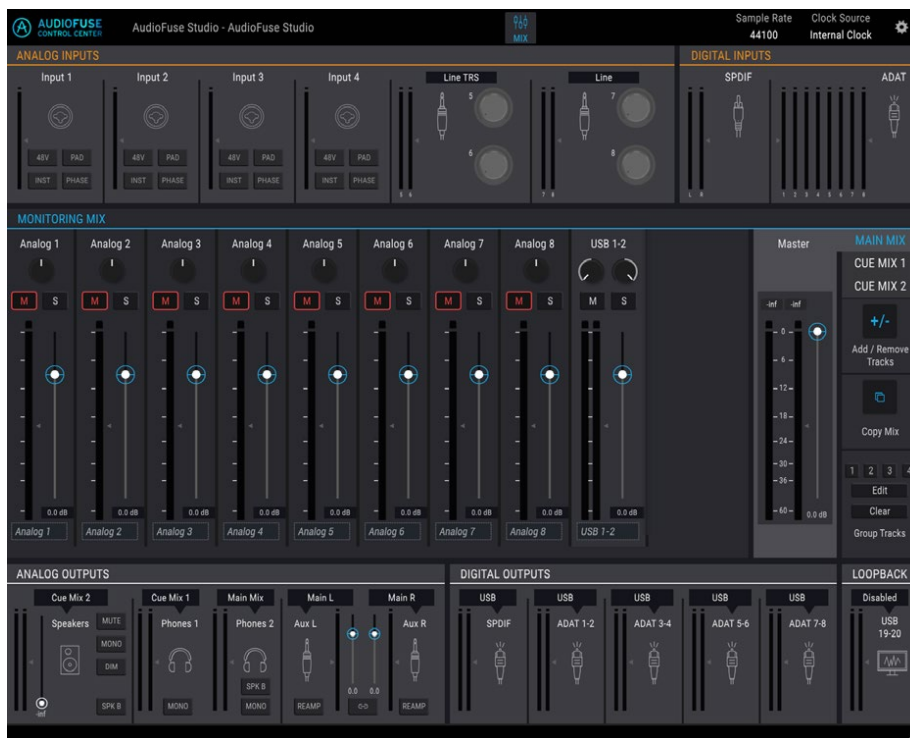 AUDIOFUSE
CONTROL CENTER
AudioFuse Studio - AudioFuse Studio
MIX
Sample Rate
44100
Clock Source
Internal Clock
ANALOG INPUTS
DIGITAL INPUTS
Input 1
Input 2
Input 3
Input 4
Line TRS
Line
SPDIF
ADAT
5
7
6
8
48V PAD
48V PAD
48V PAD
48V PAD
INST PHASE
INST PHASE
INST PHASE
INST PHASE
5 6
7 8
L R
1 2 3 4 5 6 7 8
MONITORING MIX
Analog 1
Analog 2
Analog 3
Analog 4
Analog 5
Analog 6
Analog 7
Analog 8
USB 1-2
Master
M S
M S
M S
M S
M S
M S
M S
M S
M S
-inf -inf
0
6
-12-
-18-
-24-
-30-
-36-
-60-
0.0 dB
0.0 dB
0.0 dB
0.0 dB
0.0 dB
0.0 dB
0.0 dB
0.0 dB
0.0 dB
0.0 dB
Analog 1
Analog 2
Analog 3
Analog 4
Analog 5
Analog 6
Analog 7
Analog 8
USB 1-2
MAIN MIX
CUE MIX 1
CUE MIX 2
+/-
Add / Remove
Tracks
Copy Mix
1 2 3 4
Edit
Clear
Group Tracks
ANALOG OUTPUTS
DIGITAL OUTPUTS
LOOPBACK
Cue Mix 2
Speakers
MUTE
MONO
DIM
SPK B
-inf
Cue Mix 1
Phones 1
MONO
Main Mix
Phones 2
SPK B
MONO
Main L
Aux L
REAMP
0.0 0.0
Main R
Aux R
REAMP
USB
SPDIF
USB
ADAT 1-2
USB
ADAT 3-4
USB
ADAT 5-6
USB
ADAT 7-8
Disabled
USB
19-20